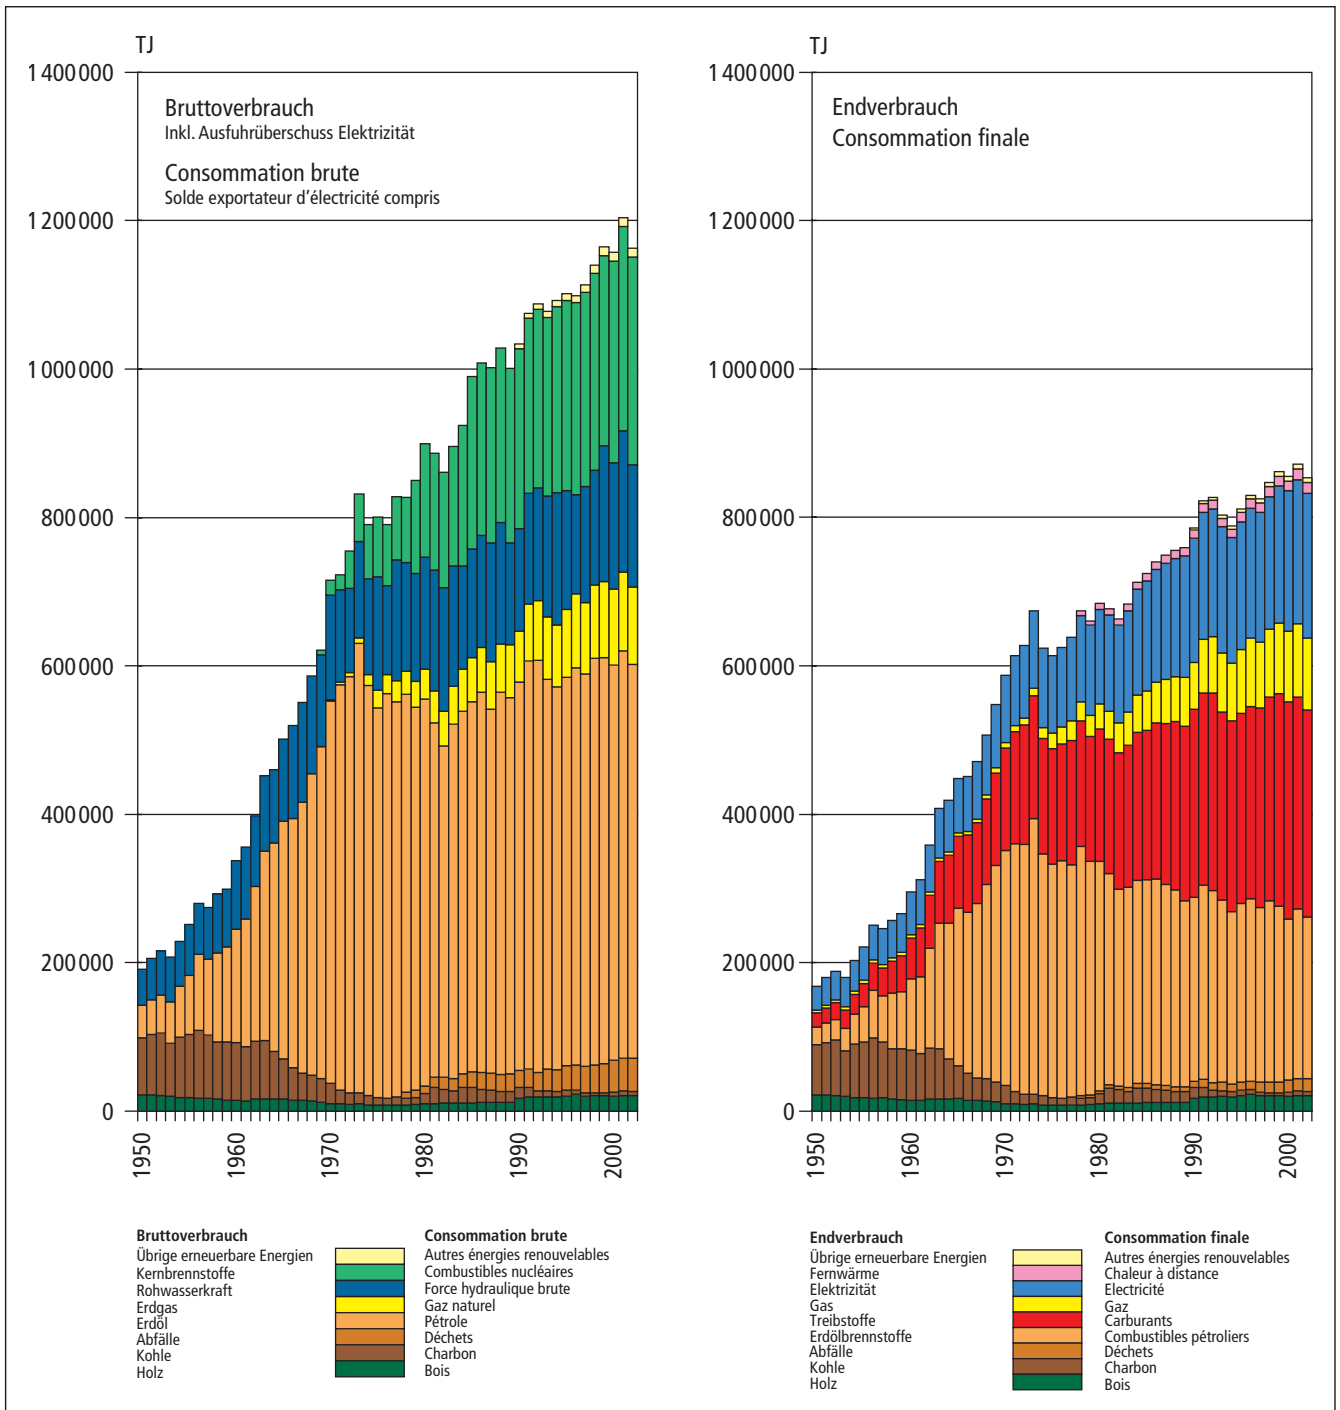 TJ
1 400 000
1 200 000
1 000 000
800 000
600 000
400 000
200 000
0
Bruttoverbrauch
Inkl. Ausfuhrüberschuss Elektrizität
Consommation brute
Solde exportateur d'électricité compris
1950
1960
1970
1980
1990
2000
TJ
1 400 000
1 200 000
1 000 000
800 000
600 000
400 000
200 000
0
Endverbrauch
Consommation finale
1950
1960
1970
1980
1990
2000
Bruttoverbrauch
Übrige erneuerbare Energien
Kernbrennstoffe
Rohwasserkraft
Erdgas
Erdöl
Abfälle
Kohle
Holz
Consommation brute
Autres énergies renouvelables
Combustibles nucléaires
Force hydraulique brute
Gaz naturel
Pétrole
Déchets
Charbon
Bois
Endverbrauch
Übrige erneuerbare Energien
Fernwärme
Elektrizität
Gas
Treibstoffe
Erdölbrennstoffe
Abfälle
Kohle
Holz
Consommation finale
Autres énergies renouvelables
Chaleur à distance
Electricité
Gaz
Carburants
Combustibles pétroliers
Déchets
Charbon
Bois